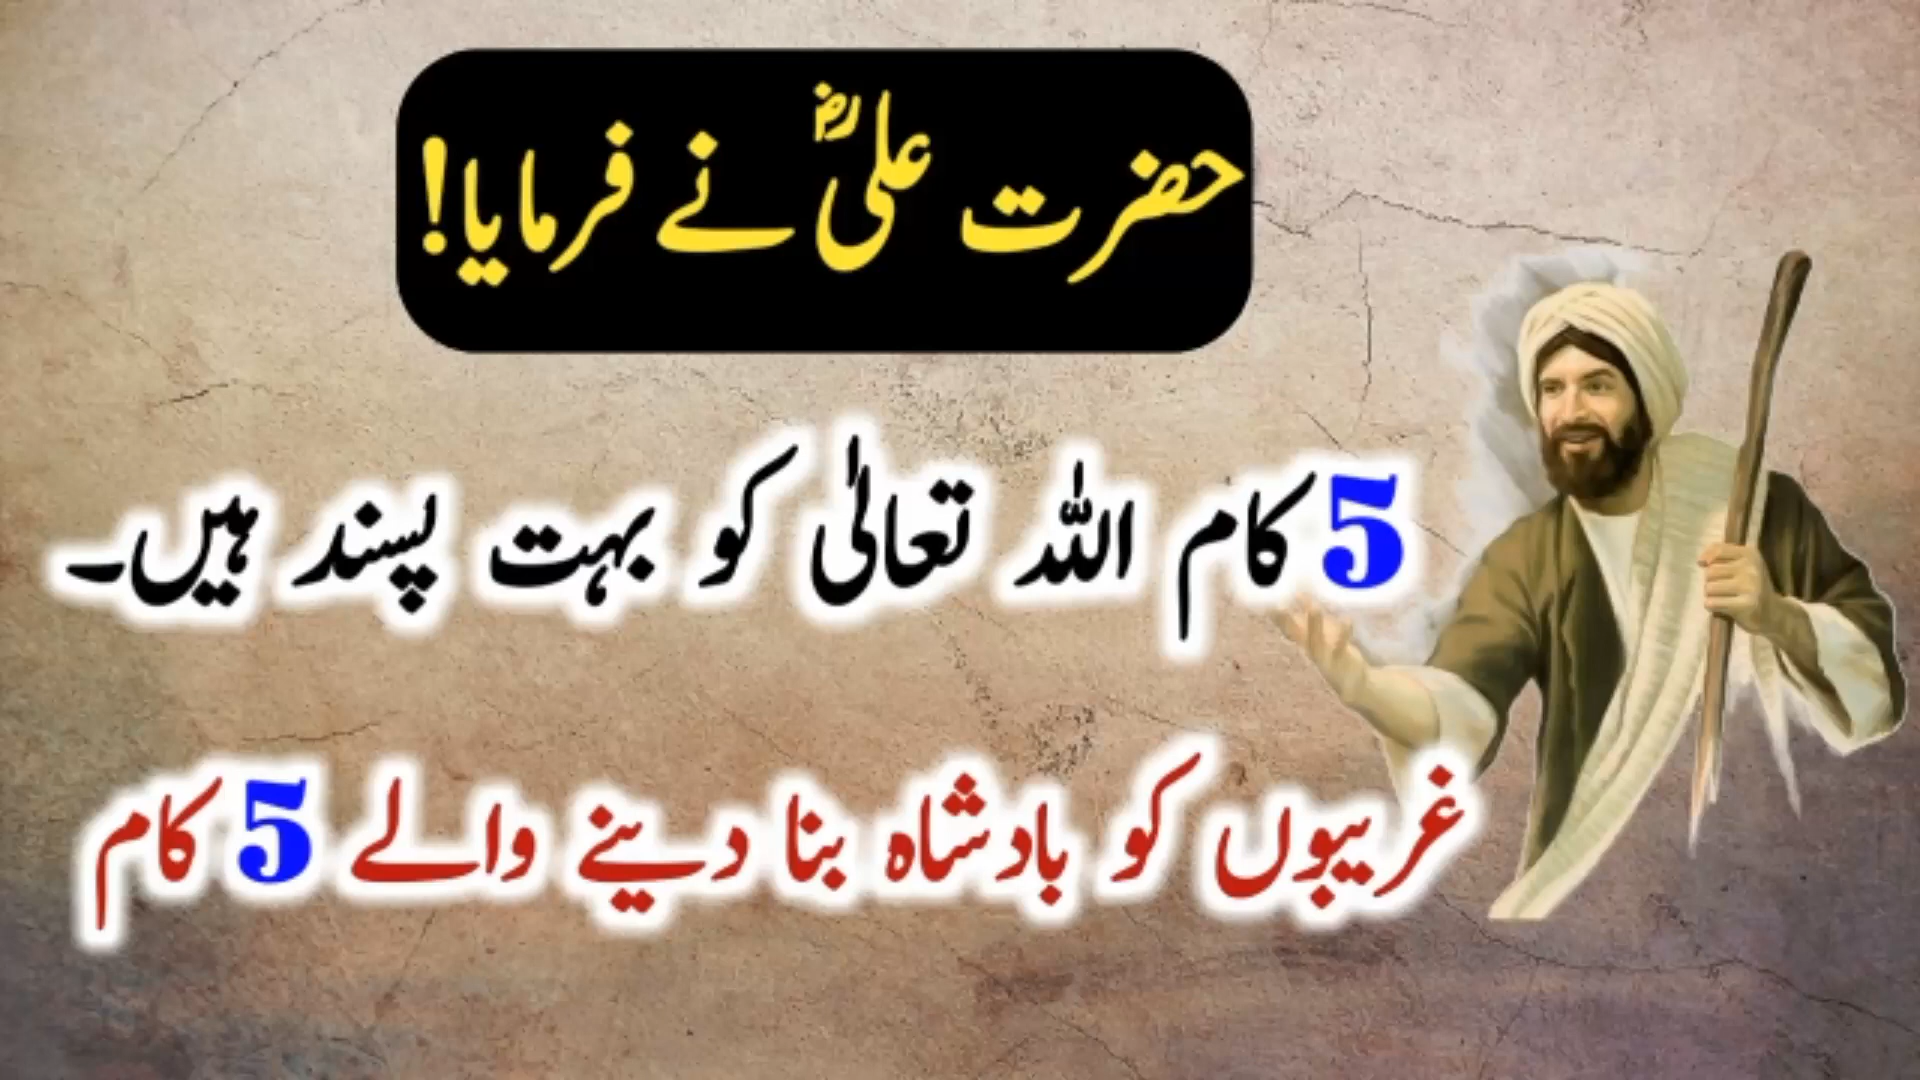 حضرت علیؓ نے فرمایا!
5 کام اللہ تعالیٰ کو بہت پسند ہیں۔
غریبوں کو بادشاہ بنا دینے والے 5 کام